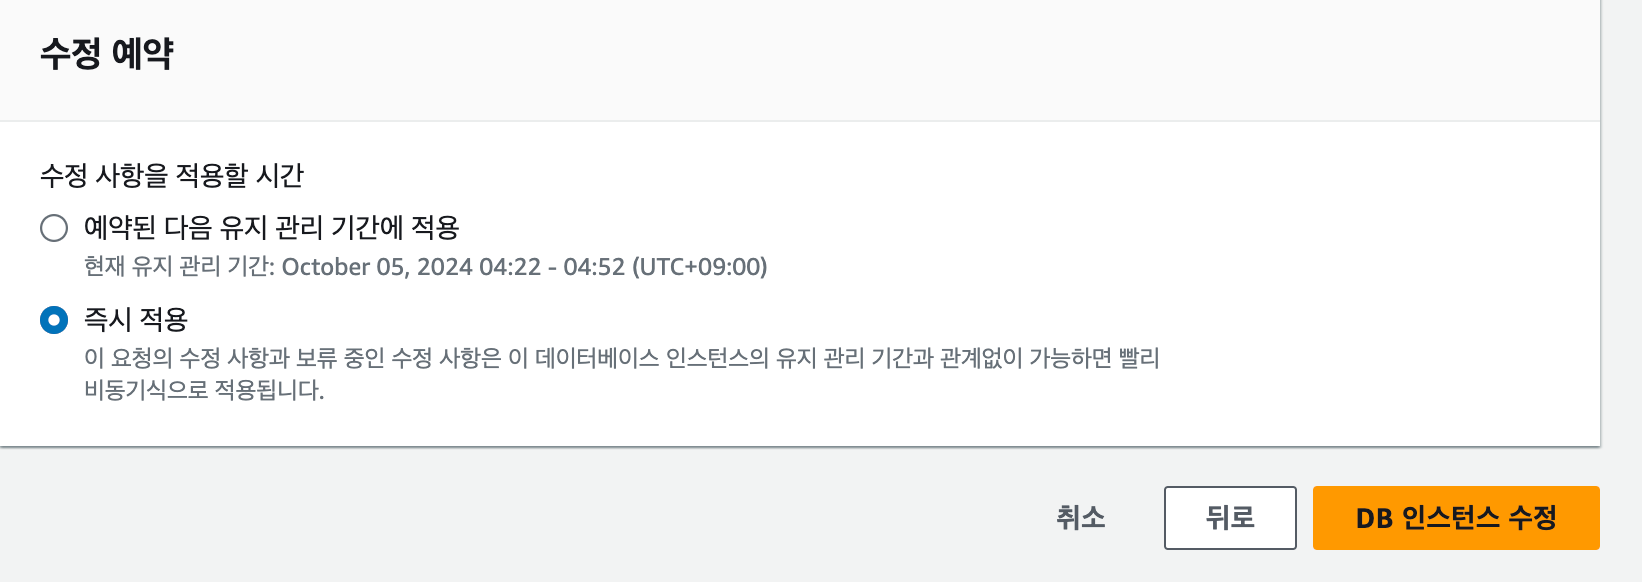 수정 예약
수정 사항을 적용할 시간
예약된 다음 유지 관리 기간에 적용
현재 유지 관리 기간: October 05, 2024 04:22 - 04:52 (UTC+09:00)
즉시 적용
이 요청의 수정 사항과 보류 중인 수정 사항은 이 데이터베이스 인스턴스의 유지 관리 기간과 관계없이 가능하면 빨리
비동기식으로 적용됩니다.
취소
뒤로
DB 인스턴스 수정